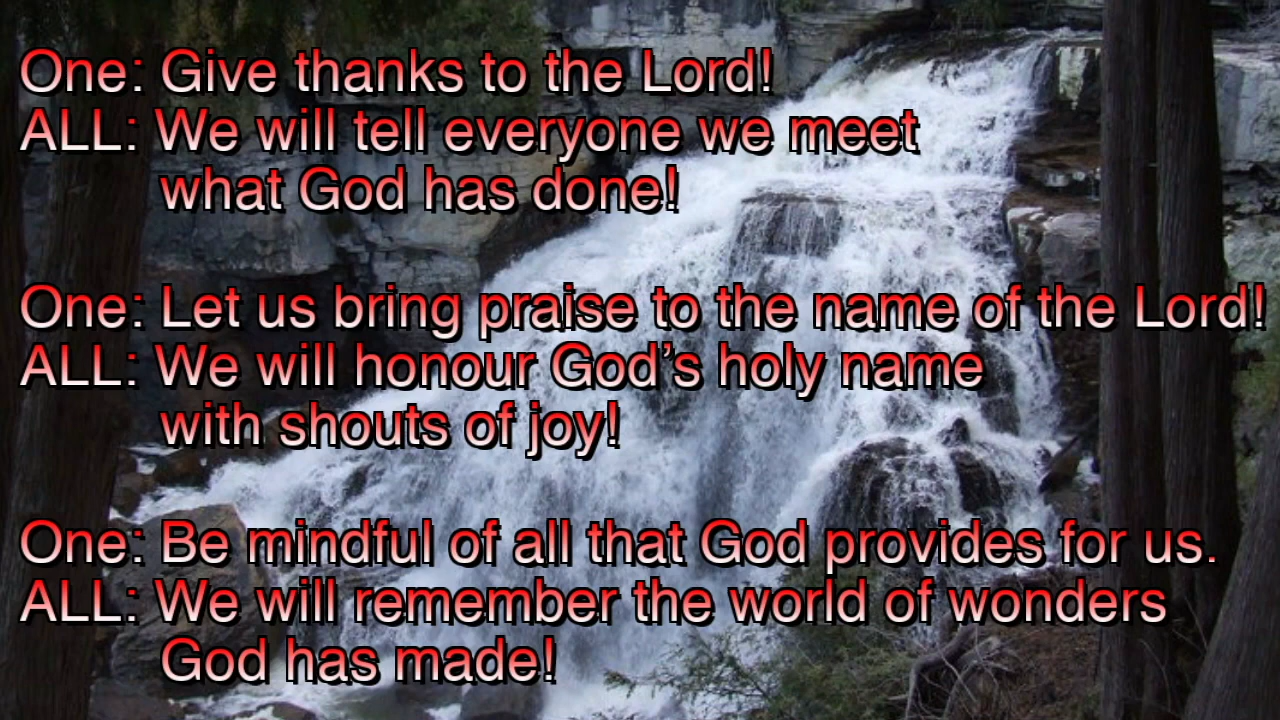 One: Give thanks to the Lord!
ALL: We will tell everyone we meet
what God has done!
One: Let us bring praise to the name of the Lord!
ALL: We will honour God’s holy name
with shouts of joy!
One: Be mindful of all that God provides for us.
ALL: We will remember the world of wonders
God has made!